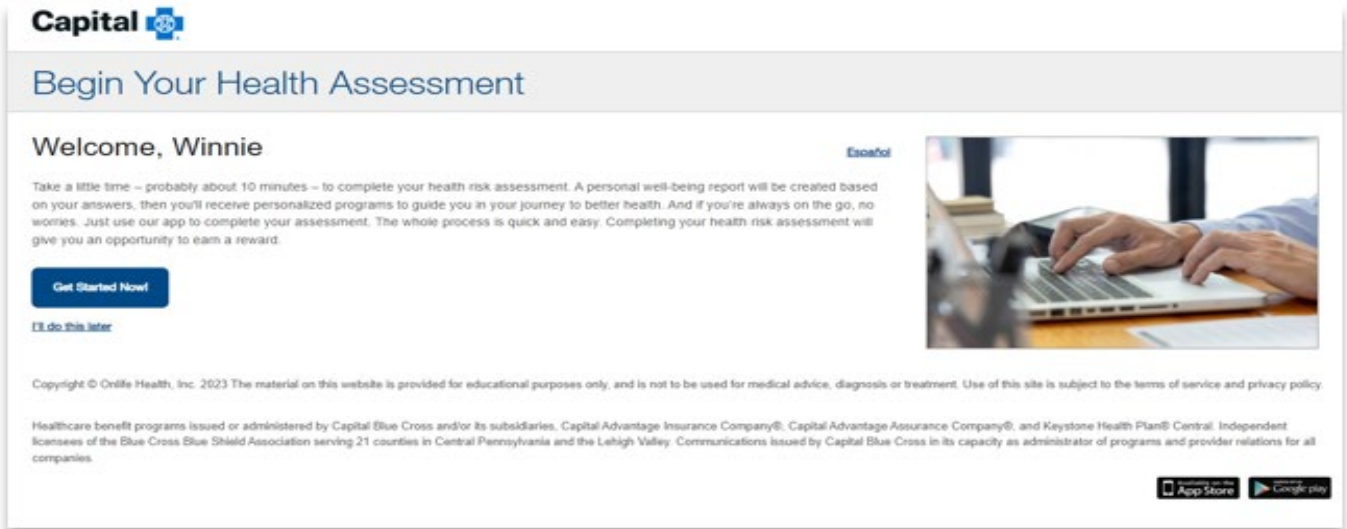 Capital
Begin Your Health Assessment
Welcome, Winnie
Español
Take a little time – probably about 10 minutes – to complete your health risk assessment. A personal well-being report will be created based
on your answers, then you'll receive personalized programs to guide you in your journey to better health. And if you're always on the go, no
worries. Just use our app to complete your assessment. The whole process is quick and easy. Completing your health risk assessment will
give you an opportunity to earn a reward.
Get Started Now!
I'll do this later
Copyright © Onlife Health, Inc. 2023 The material on this website is provided for educational purposes only, and is not to be used for medical advice, diagnosis or treatment. Use of this site is subject to the terms of service and privacy policy.
Healthcare benefit programs issued or administered by Capital Blue Cross and/or its subsidiaries, Capital Advantage Insurance Company®, Capital Advantage Assurance Company®, and Keystone Health Plan® Central. Independent
licensees of the Blue Cross Blue Shield Association serving 21 counties in Central Pennsylvania and the Lehigh Valley. Communications issued by Capital Blue Cross in its capacity as administrator of programs and provider relations for all
companies.
Available on the
App Store
Google play